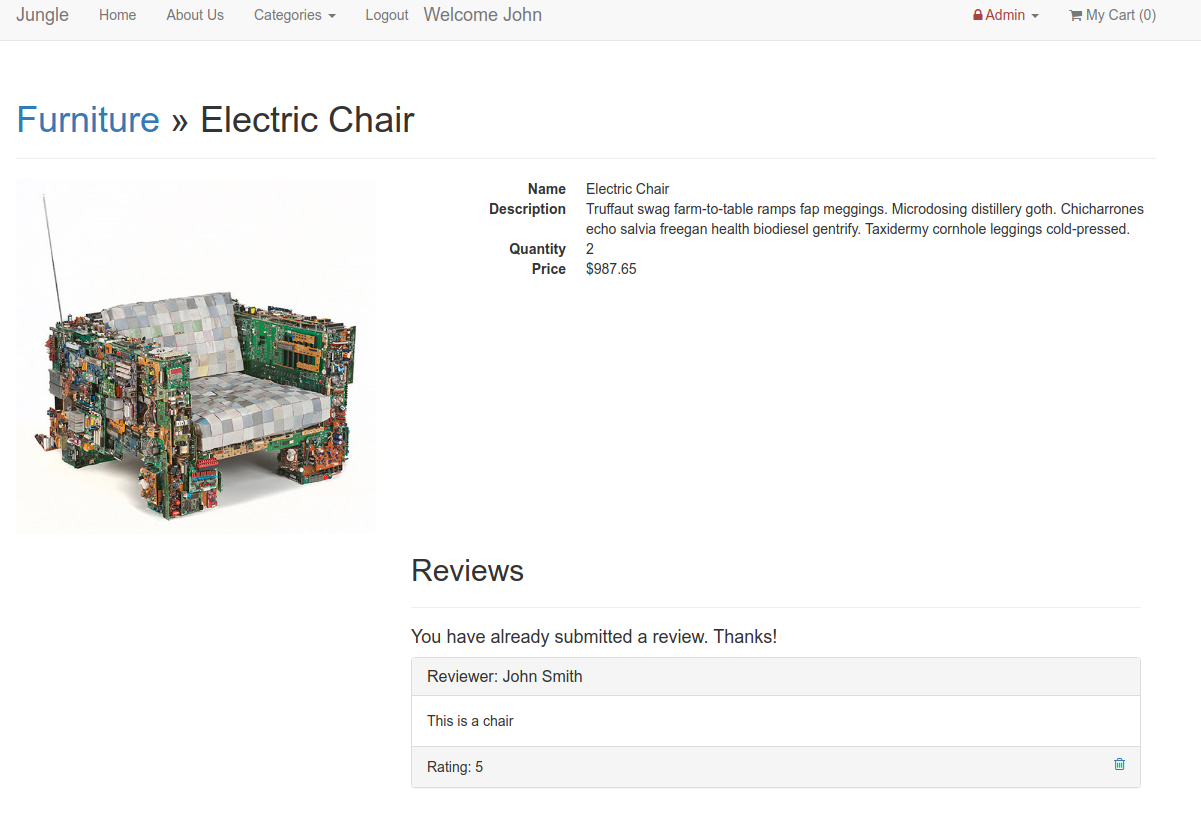 Jungle Home About Us Categories Logout Welcome John Admin My Cart (0)
Furniture » Electric Chair
Name Electric Chair
Description Truffaut swag farm-to-table ramps fap meggings. Microdosing distillery goth. Chicharrones
echo salvia freegan health biodiesel gentrify. Taxidermy cornhole leggings cold-pressed.
Quantity 2
Price $987.65
Reviews
You have already submitted a review. Thanks!
Reviewer: John Smith
This is a chair
Rating: 5